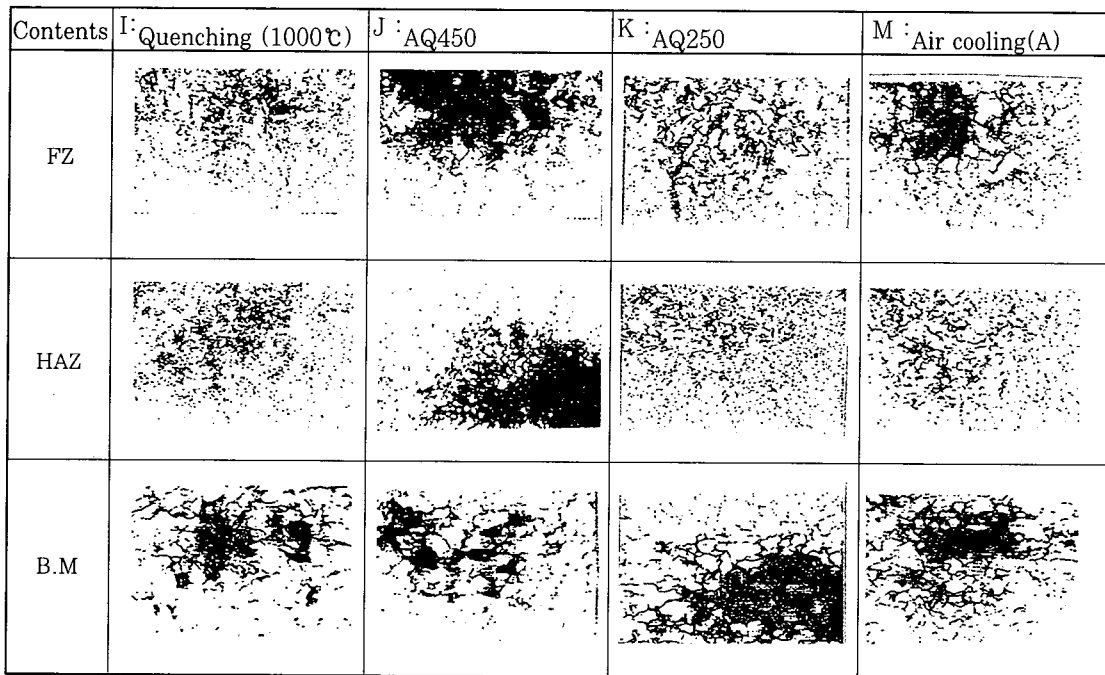 Contents I: Quenching (1000℃) J : AQ450 K : AQ250 M : Air cooling(A)
FZ
HAZ
B.M